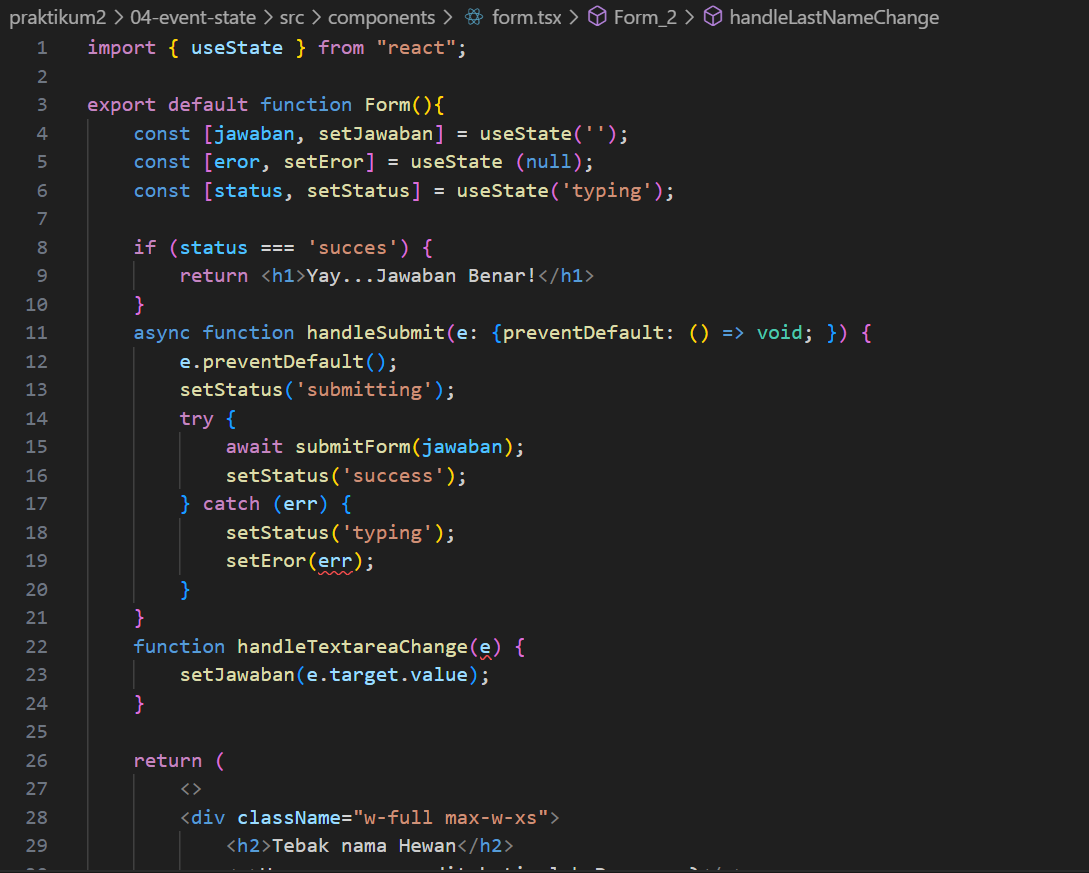 praktikum2 > 04-event-state > src > components > form.tsx > Form_2 > handleLastNameChange
1 import { useState } from "react";
2
3 export default function Form(){
4 const [jawaban, setJawaban] = useState('');
5 const [eror, setEror] = useState (null);
6 const [status, setStatus] = useState('typing');
7
8 if (status === 'succes') {
9 return <h1>Yay...Jawaban Benar!</h1>
10 }
11 async function handleSubmit(e: {preventDefault: () => void; }) {
12 e.preventDefault();
13 setStatus('submitting');
14 try {
15 await submitForm(jawaban);
16 setStatus('success');
17 } catch (err) {
18 setStatus('typing');
19 setEror(err);
20 }
21 }
22 function handleTextareaChange(e) {
23 setJawaban(e.target.value);
24 }
25
26 return (
27 <>
28 <div className="w-full max-w-xs">
29 <h2>Tebak nama Hewan</h2>